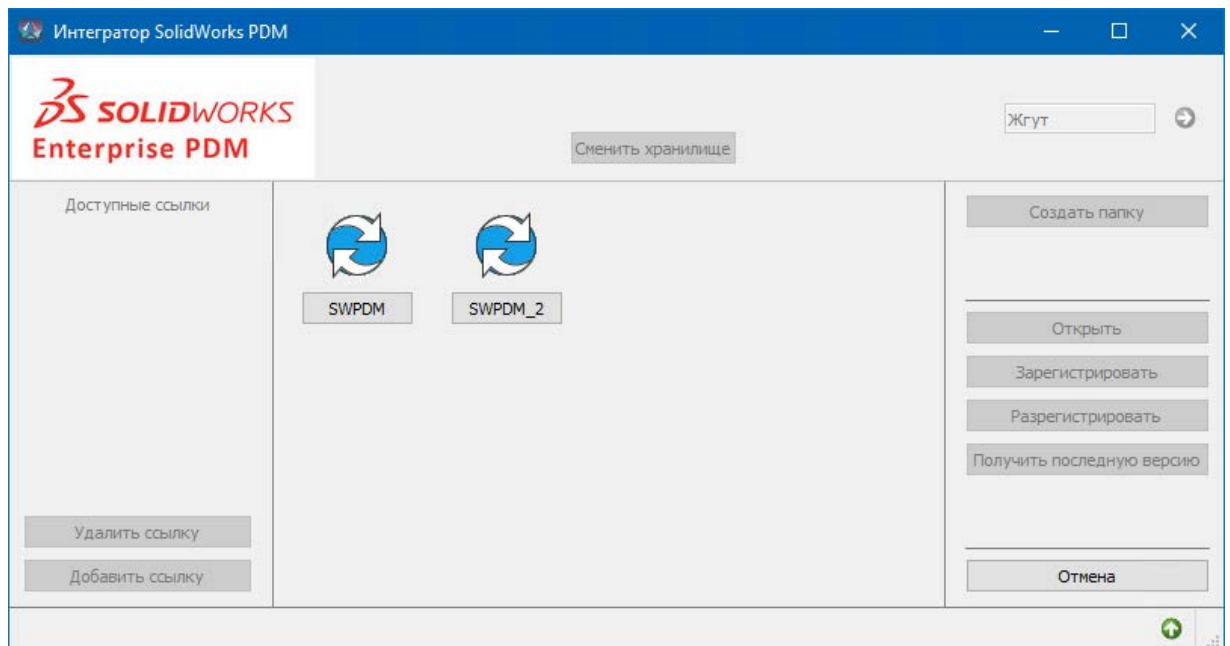 Интегратор SolidWorks PDM
SOLIDWORKS
Enterprise PDM
Сменить хранилище
Жгут
Доступные ссылки
SWPDM
SWPDM_2
Создать папку
Открыть
Зарегистрировать
Разрегистрировать
Получить последнюю версию
Удалить ссылку
Добавить ссылку
Отмена